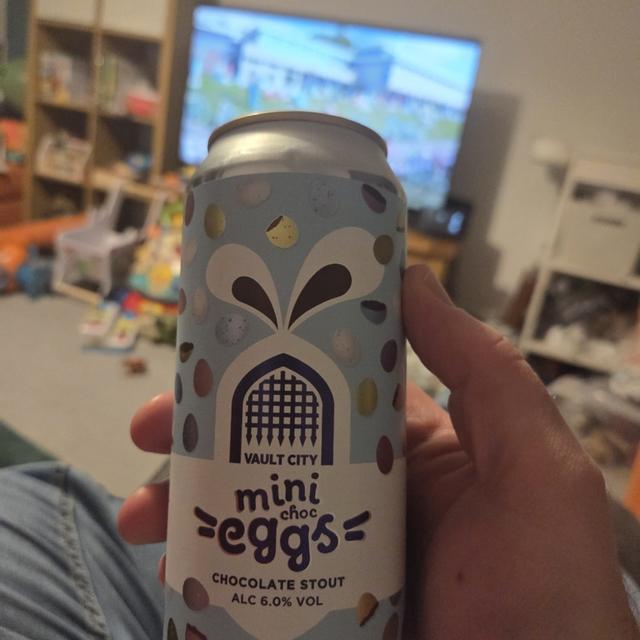 VAULT CITY
mini
choc
eggs
CHOCOLATE STOUT
ALC 6.0% VOL